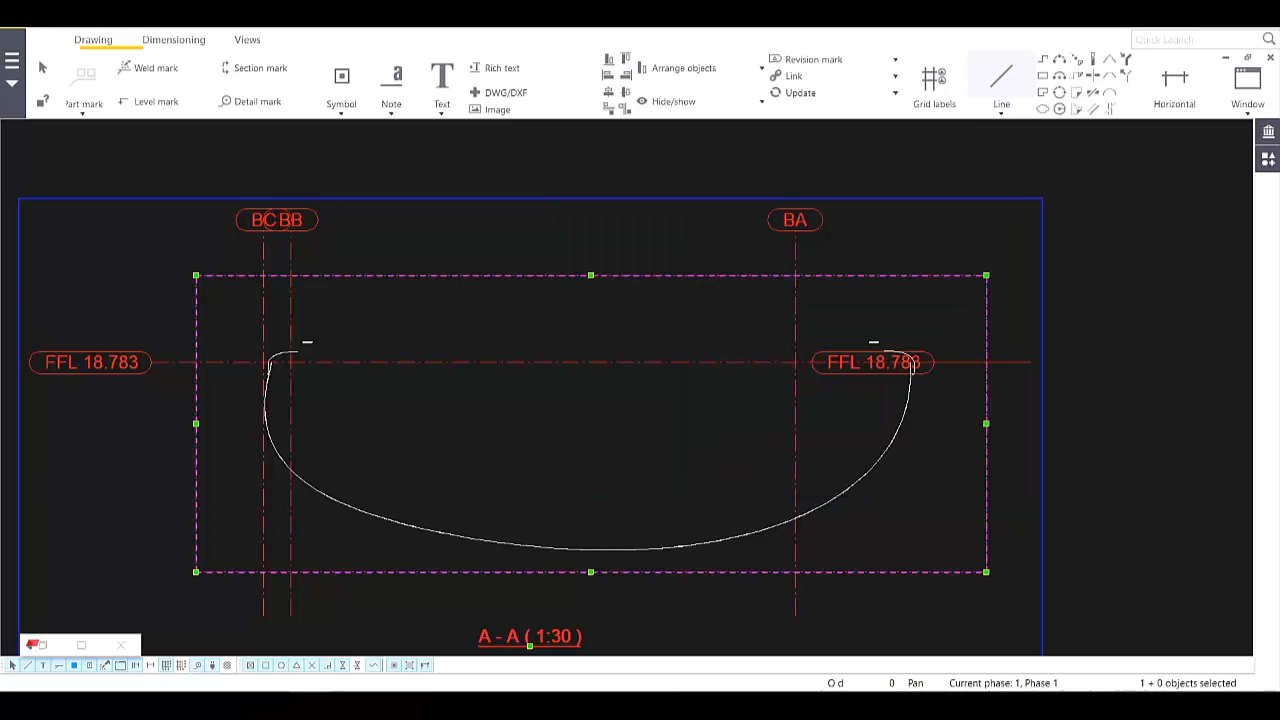 Drawing Dimensioning Views
Quick Launch
Part mark
Weld mark
Level mark
Section mark
Detail mark
Symbol
Note
Text
Rich text
DWG/DXF
Image
Arrange objects
Hide/show
Revision mark
Link
Update
Grid labels
Line
Horizontal
Window
BC BB BA
FFL 18.783 FFL 18.783
A - A ( 1:30 )
O d 0 Pan Current phase: 1, Phase 1 1 + 0 objects selected